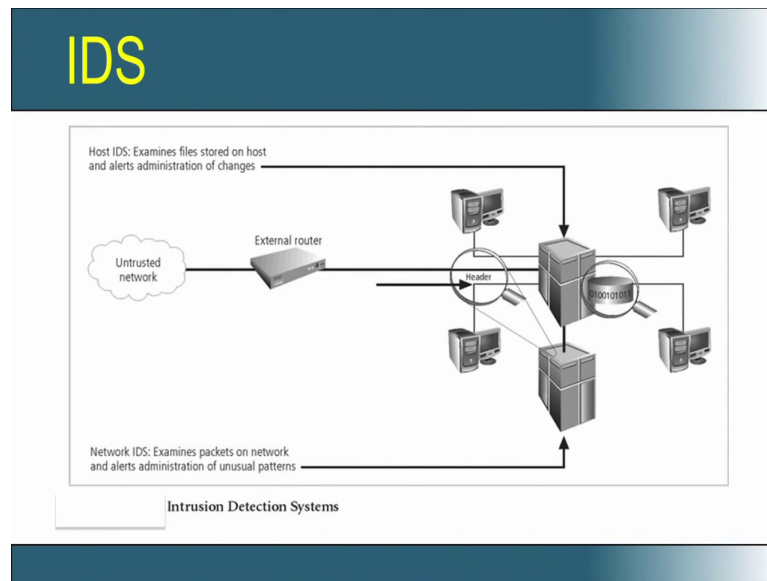 IDS
Host IDS: Examines files stored on host
and alerts administration of changes
External router
Untrusted
network
Header
0100101011
Network IDS: Examines packets on network
and alerts administration of unusual patterns
Intrusion Detection Systems